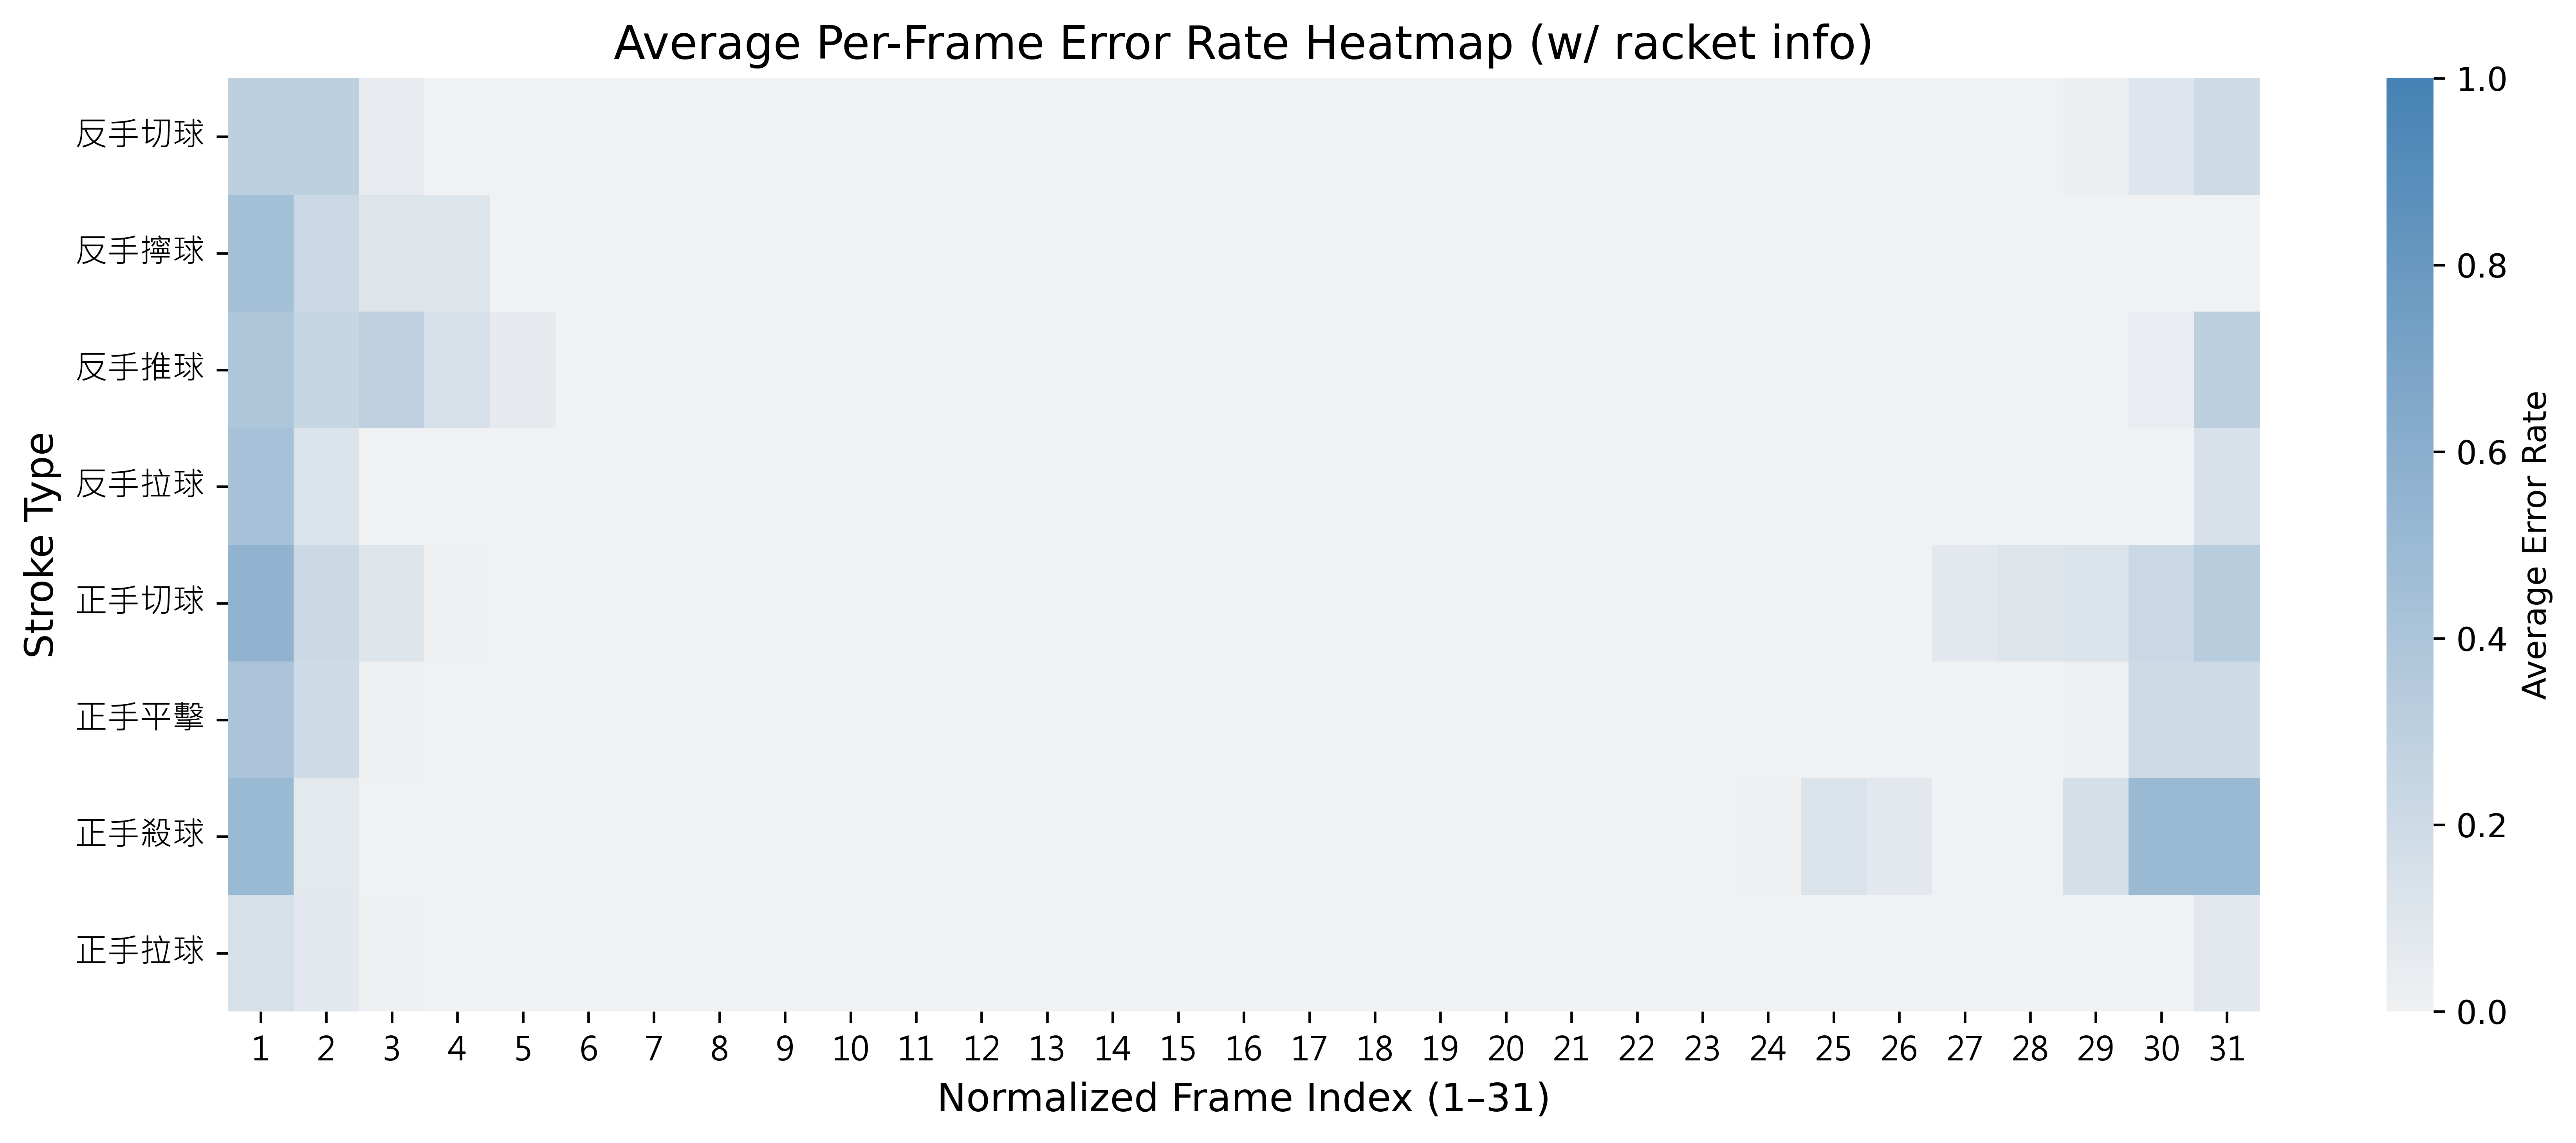 Average Per-Frame Error Rate Heatmap (w/ racket info)
Stroke Type
反手切球
反手擰球
反手推球
反手拉球
正手切球
正手平擊
正手殺球
正手拉球
1 2 3 4 5 6 7 8 9 10 11 12 13 14 15 16 17 18 19 20 21 22 23 24 25 26 27 28 29 30 31
Normalized Frame Index (1–31)
1.0
0.8
0.6
0.4
0.2
0.0
Average Error Rate